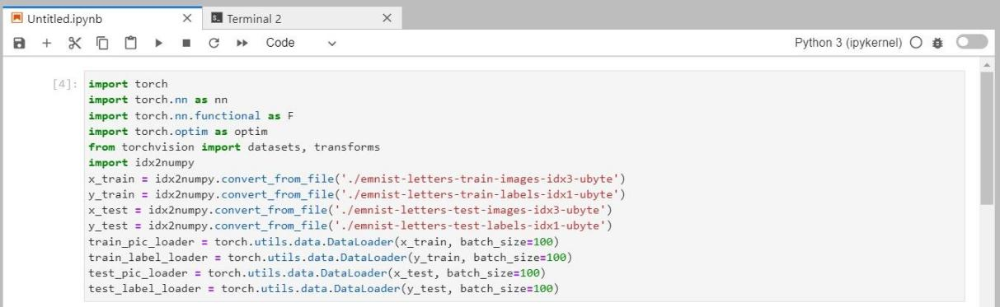 Untitled.ipynb
Terminal 2
Code
Python 3 (ipykernel)
[4]:
import torch
import torch.nn as nn
import torch.nn.functional as F
import torch.optim as optim
from torchvision import datasets, transforms
import idx2numpy
x_train = idx2numpy.convert_from_file('./emnist-letters-train-images-idx3-ubyte')
y_train = idx2numpy.convert_from_file('./emnist-letters-train-labels-idx1-ubyte')
x_test = idx2numpy.convert_from_file('./emnist-letters-test-images-idx3-ubyte')
y_test = idx2numpy.convert_from_file('./emnist-letters-test-labels-idx1-ubyte')
train_pic_loader = torch.utils.data.DataLoader(x_train, batch_size=100)
train_label_loader = torch.utils.data.DataLoader(y_train, batch_size=100)
test_pic_loader = torch.utils.data.DataLoader(x_test, batch_size=100)
test_label_loader = torch.utils.data.DataLoader(y_test, batch_size=100)